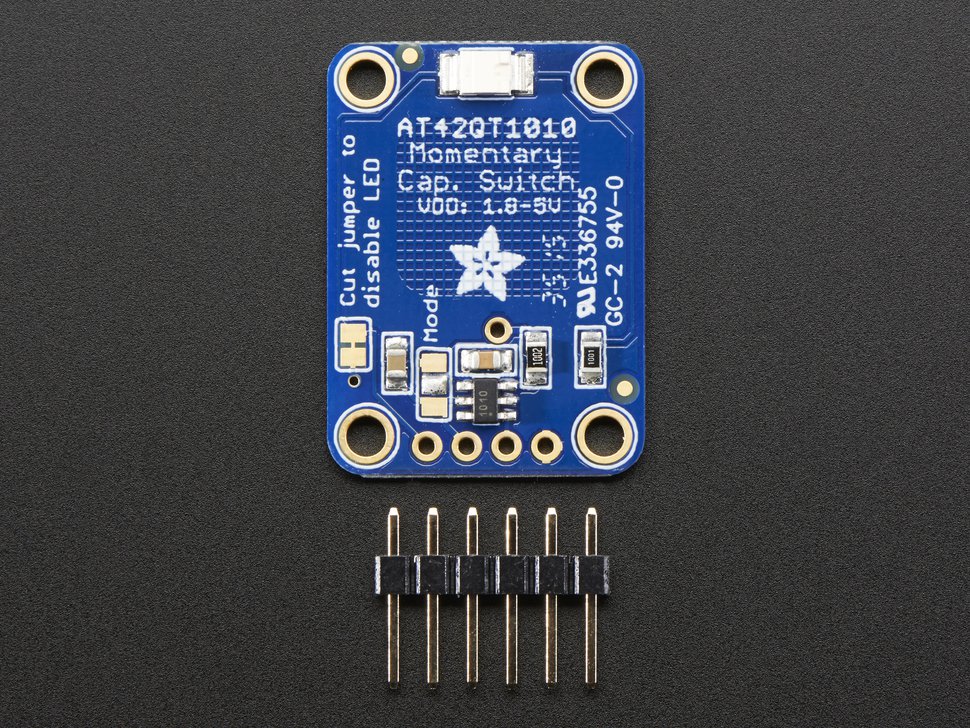 AT42QT1010
Momentary
Cap. Switch
VDD: 1.8-5V
Cut jumper to
disable LED
Mode
E336755
GC-2 94V-0
1002
1001
1010